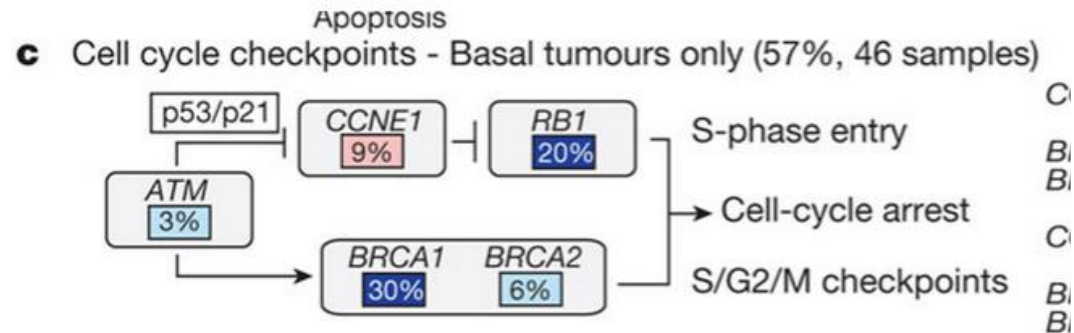 Apoptosis
c Cell cycle checkpoints - Basal tumours only (57%, 46 samples)
p53/p21
CCNE1
9%
RB1
20%
S-phase entry
ATM
3%
Cell-cycle arrest
BRCA1 BRCA2
30% 6%
S/G2/M checkpoints